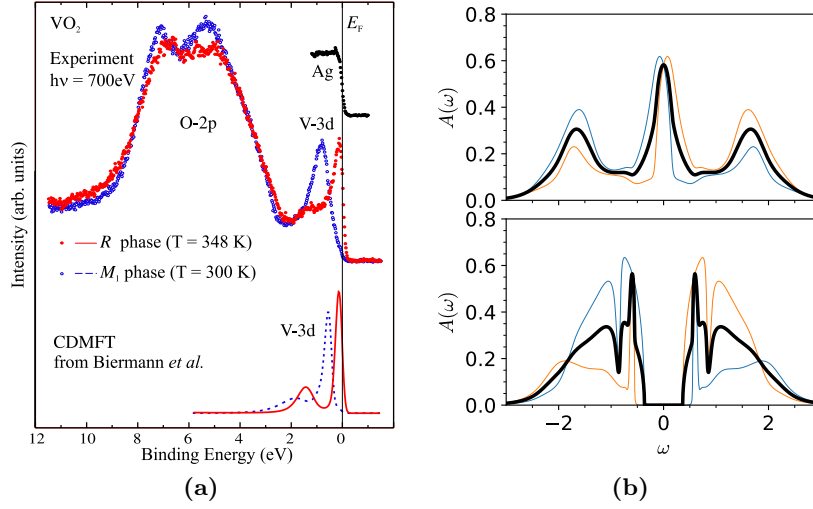 VO₂
E_F
Experiment
hν = 700eV
Ag
O-2p
V-3d
R phase (T = 348 K)
M₁ phase (T = 300 K)
V-3d
CDMFT
from Biermann et al.
Intensity (arb. units)
12 10 8 6 4 2 0
Binding Energy (eV)
(a)
0.8
0.6
0.4
0.2
0.0
A(ω)
0.8
0.6
0.4
0.2
0.0
A(ω)
−2 0 2
ω
(b)